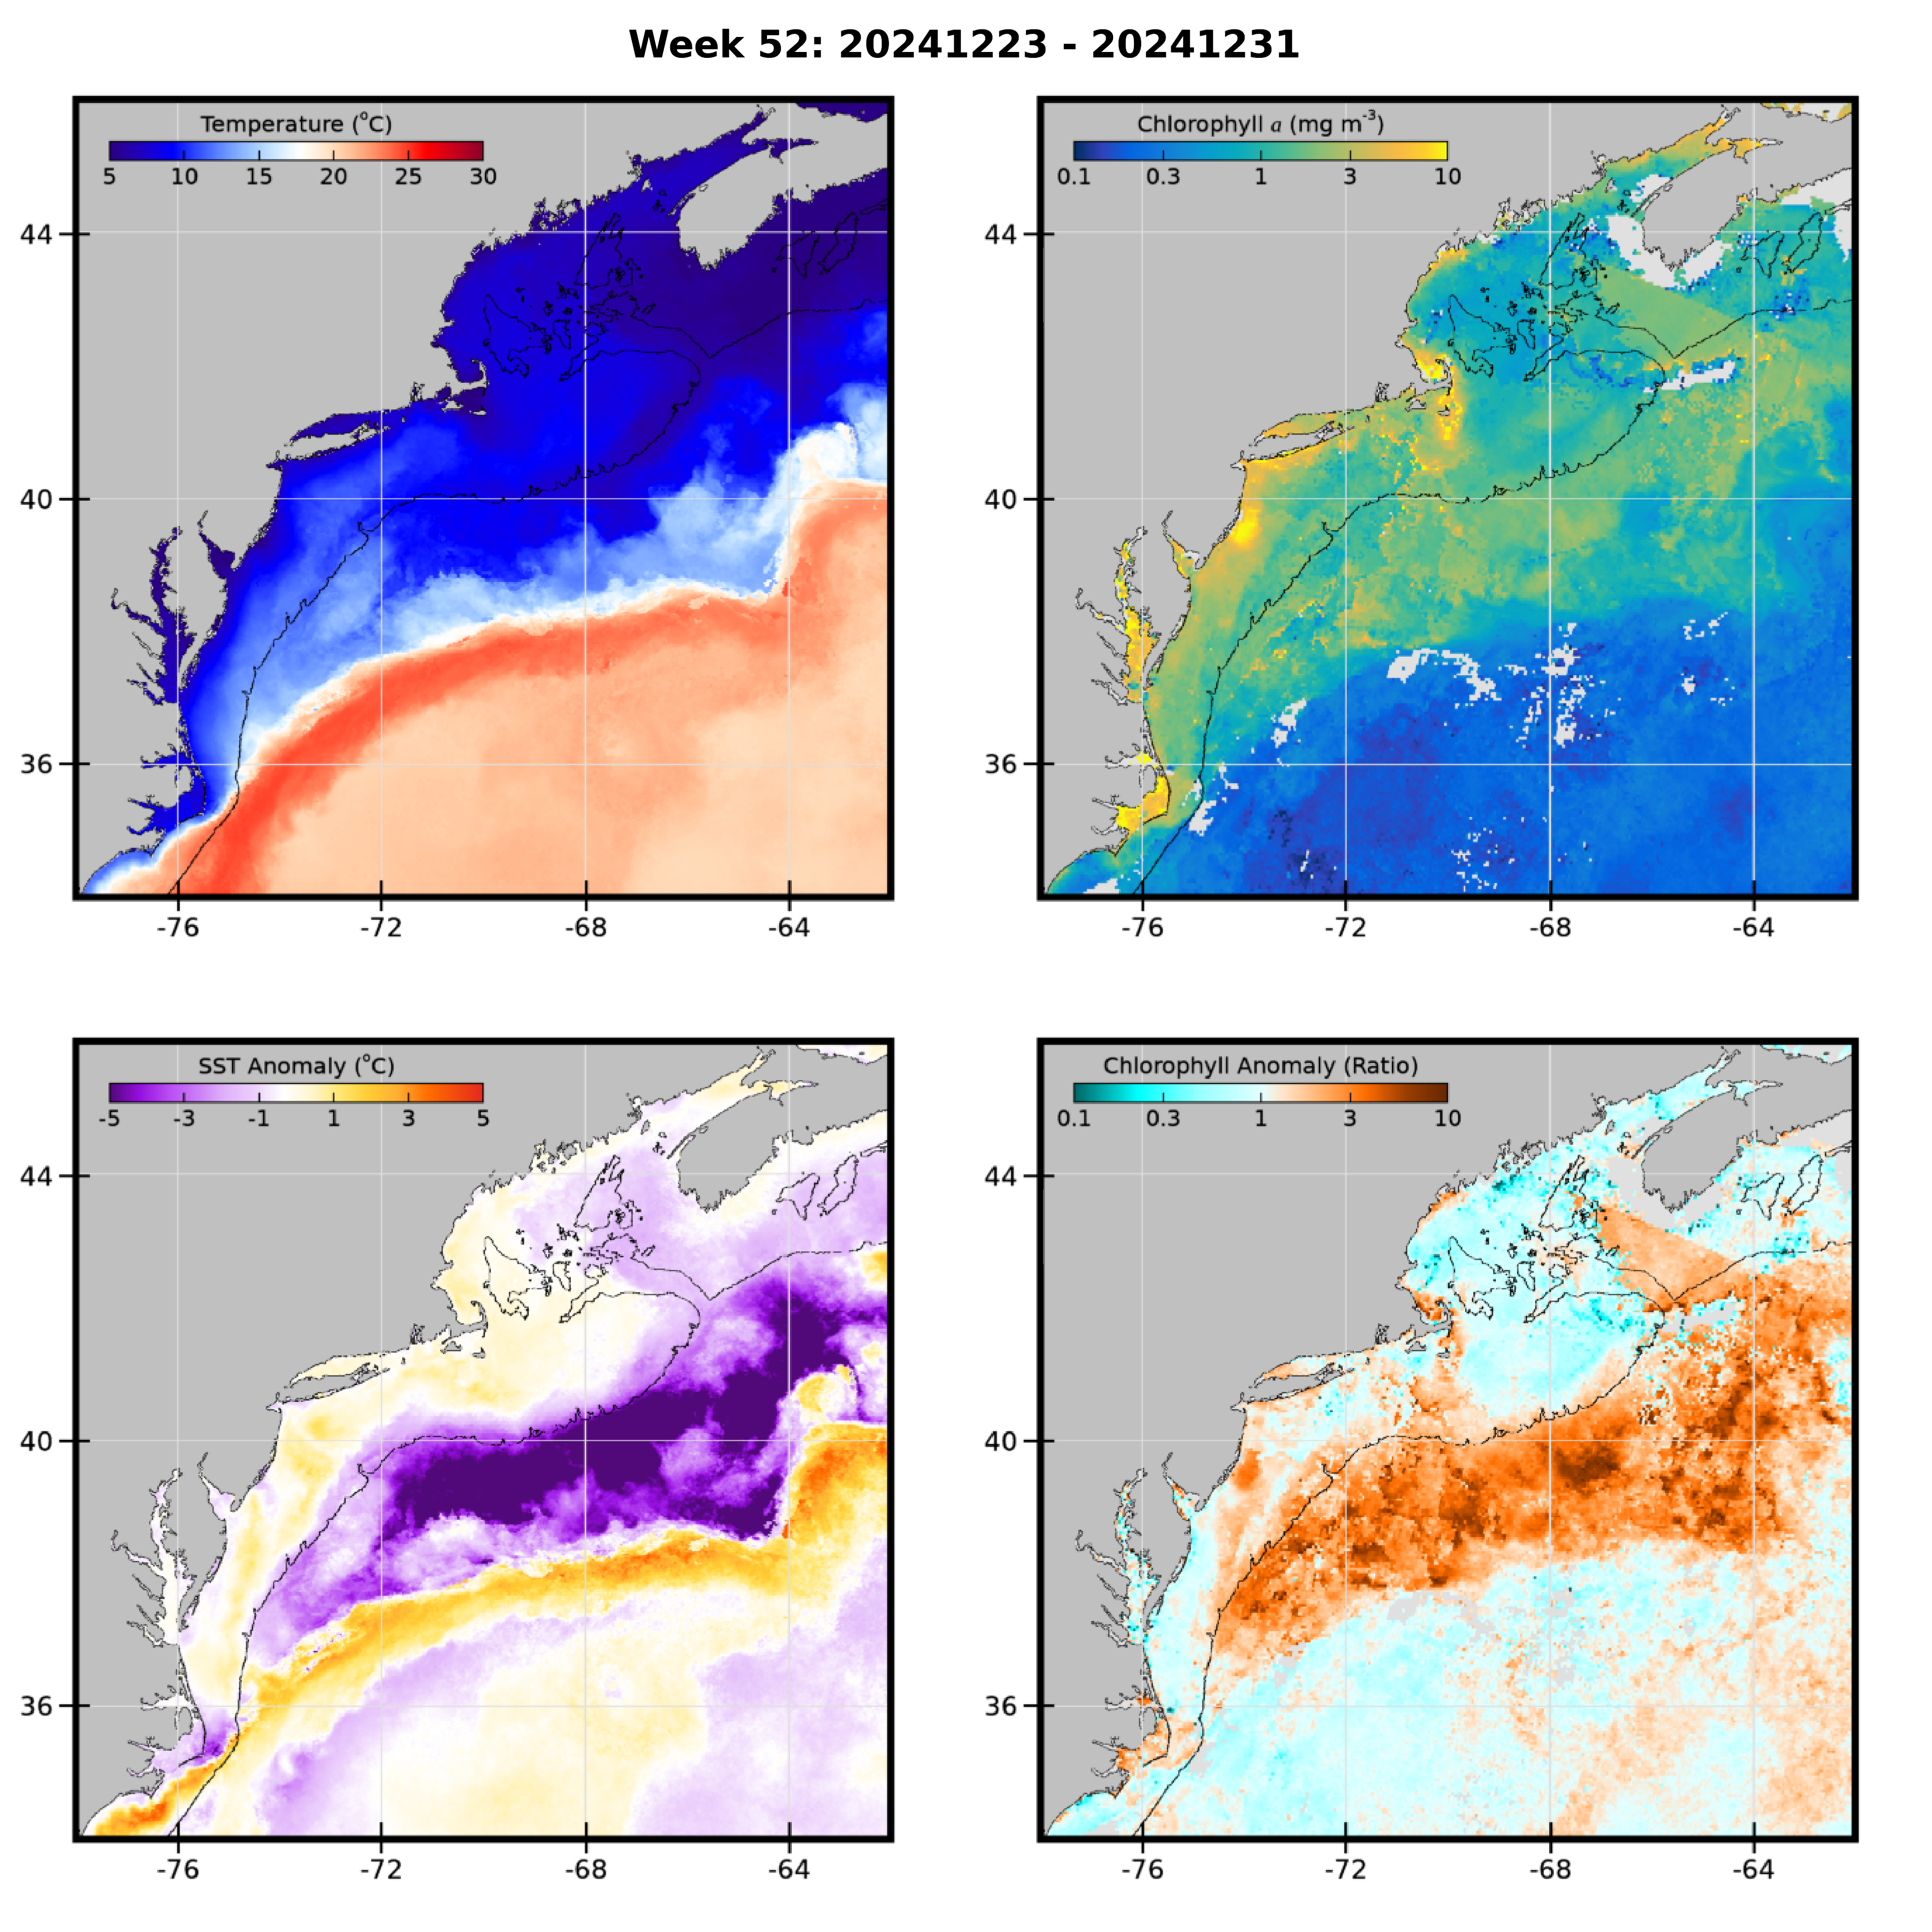 Week 52: 20241223 - 20241231
Temperature (°C)
5 10 15 20 25 30
44
40
36
-76 -72 -68 -64
Chlorophyll a (mg m⁻³)
0.1 0.3 1 3 10
44
40
36
-76 -72 -68 -64
SST Anomaly (°C)
-5 -3 -1 1 3 5
44
40
36
-76 -72 -68 -64
Chlorophyll Anomaly (Ratio)
0.1 0.3 1 3 10
44
40
36
-76 -72 -68 -64